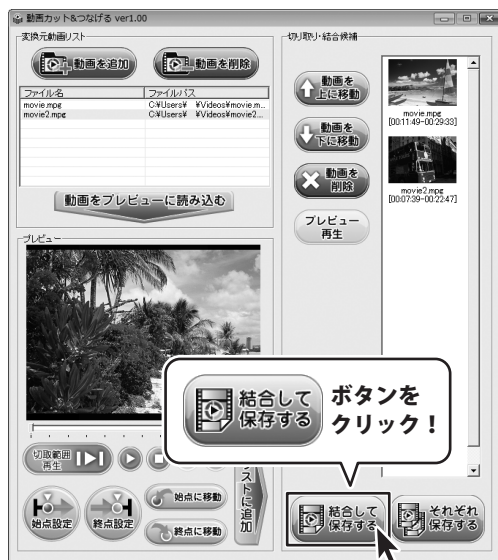 動画カット&つなげる ver1.00
変換元動画リスト
動画を追加
動画を削除
ファイル名 ファイルパス
movie.mpg C:¥Users¥ ¥Videos¥movie.m...
movie2.mpg C:¥Users¥ ¥Videos¥movie2...
動画をプレビューに読み込む
プレビュー
切取範囲
再生
始点設定
終点設定
始点に移動
終点に移動
ストに追加
切り取り・結合候補
動画を
上に移動
動画を
下に移動
動画を
削除
プレビュー
再生
movie.mpg
[00:11:49-00:29:33]
movie2.mpg
[00:07:39-00:22:47]
結合して
保存する
ボタンを
クリック!
結合して
保存する
それぞれ
保存する